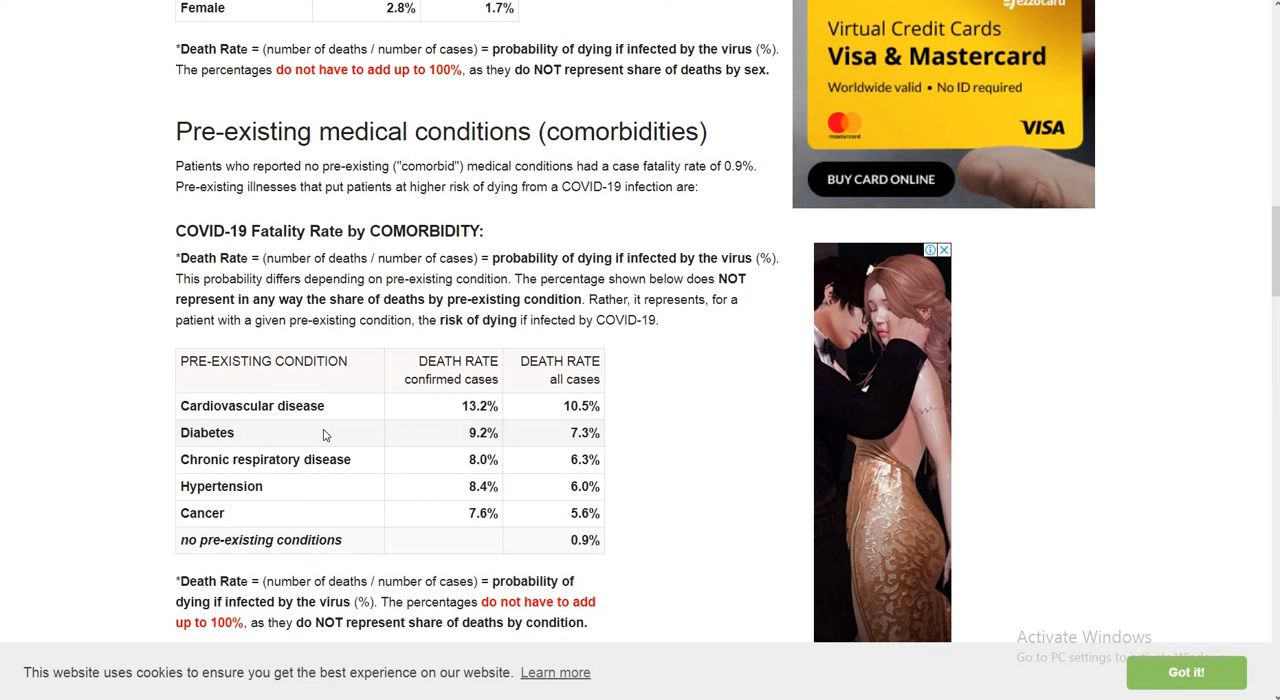 Female 2.8% 1.7%
*Death Rate = (number of deaths / number of cases) = probability of dying if infected by the virus (%).
The percentages do not have to add up to 100%, as they do NOT represent share of deaths by sex.
Pre-existing medical conditions (comorbidities)
Patients who reported no pre-existing ("comorbid") medical conditions had a case fatality rate of 0.9%.
Pre-existing illnesses that put patients at higher risk of dying from a COVID-19 infection are:
COVID-19 Fatality Rate by COMORBIDITY:
*Death Rate = (number of deaths / number of cases) = probability of dying if infected by the virus (%).
This probability differs depending on pre-existing condition. The percentage shown below does NOT
represent in any way the share of deaths by pre-existing condition. Rather, it represents, for a
patient with a given pre-existing condition, the risk of dying if infected by COVID-19.
PRE-EXISTING CONDITION DEATH RATE DEATH RATE
confirmed cases all cases
Cardiovascular disease 13.2% 10.5%
Diabetes 9.2% 7.3%
Chronic respiratory disease 8.0% 6.3%
Hypertension 8.4% 6.0%
Cancer 7.6% 5.6%
no pre-existing conditions 0.9%
*Death Rate = (number of deaths / number of cases) = probability of
dying if infected by the virus (%). The percentages do not have to add
up to 100%, as they do NOT represent share of deaths by condition.
Virtual Credit Cards
Visa & Mastercard
Worldwide valid • No ID required
mastercard
VISA
BUY CARD ONLINE
Activate Windows
Go to PC settings to activate Windows.
This website uses cookies to ensure you get the best experience on our website. Learn more
Got it!